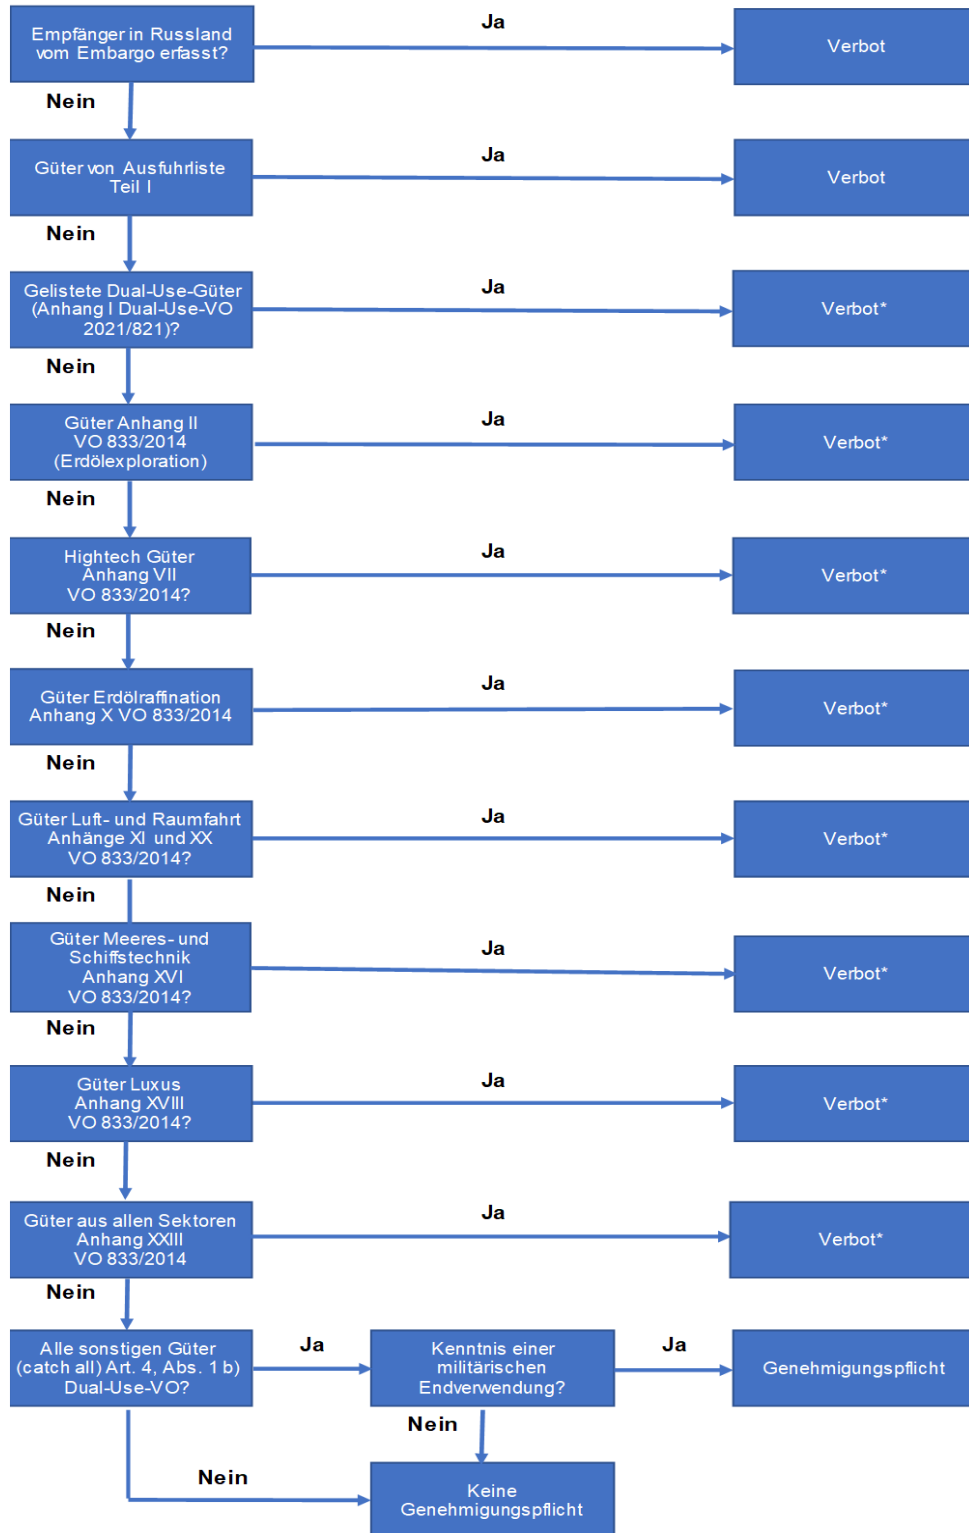 Empfänger in Russland
vom Embargo erfasst?
Ja
Verbot
Nein
Güter von Ausfuhrliste
Teil I
Ja
Verbot
Nein
Gelistete Dual-Use-Güter
(Anhang I Dual-Use-VO
2021/821)?
Ja
Verbot*
Nein
Güter Anhang II
VO 833/2014
(Erdölexploration)
Ja
Verbot*
Nein
Hightech Güter
Anhang VII
VO 833/2014?
Ja
Verbot*
Nein
Güter Erdölraffination
Anhang X VO 833/2014
Ja
Verbot*
Nein
Güter Luft- und Raumfahrt
Anhänge XI und XX
VO 833/2014?
Ja
Verbot*
Nein
Güter Meeres- und
Schiffstechnik
Anhang XVI
VO 833/2014?
Ja
Verbot*
Nein
Güter Luxus
Anhang XVIII
VO 833/2014?
Ja
Verbot*
Nein
Güter aus allen Sektoren
Anhang XXIII
VO 833/2014
Ja
Verbot*
Nein
Alle sonstigen Güter
(catch all) Art. 4, Abs. 1 b)
Dual-Use-VO?
Ja
Kenntnis einer
militärischen
Endverwendung?
Ja
Genehmigungspflicht
Nein
Nein
Keine
Genehmigungspflicht